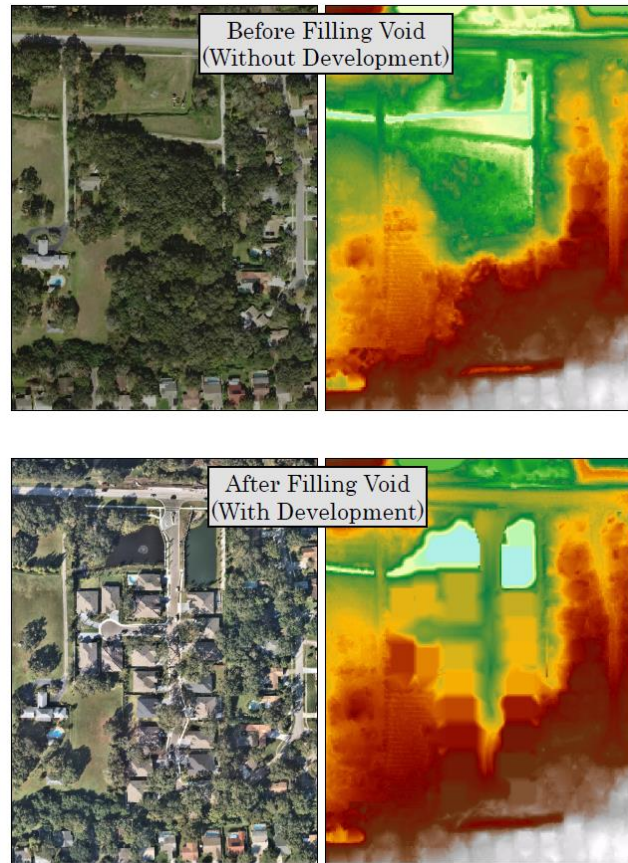 Before Filling Void
(Without Development)
After Filling Void
(With Development)